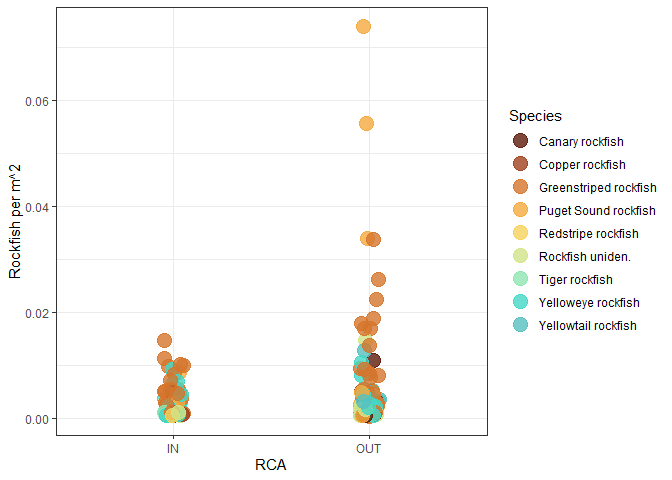 Rockfish per m^2
0.06
0.04
0.02
0.00
IN
OUT
RCA
Species
Canary rockfish
Copper rockfish
Greenstriped rockfish
Puget Sound rockfish
Redstripe rockfish
Rockfish uniden.
Tiger rockfish
Yelloweye rockfish
Yellowtail rockfish